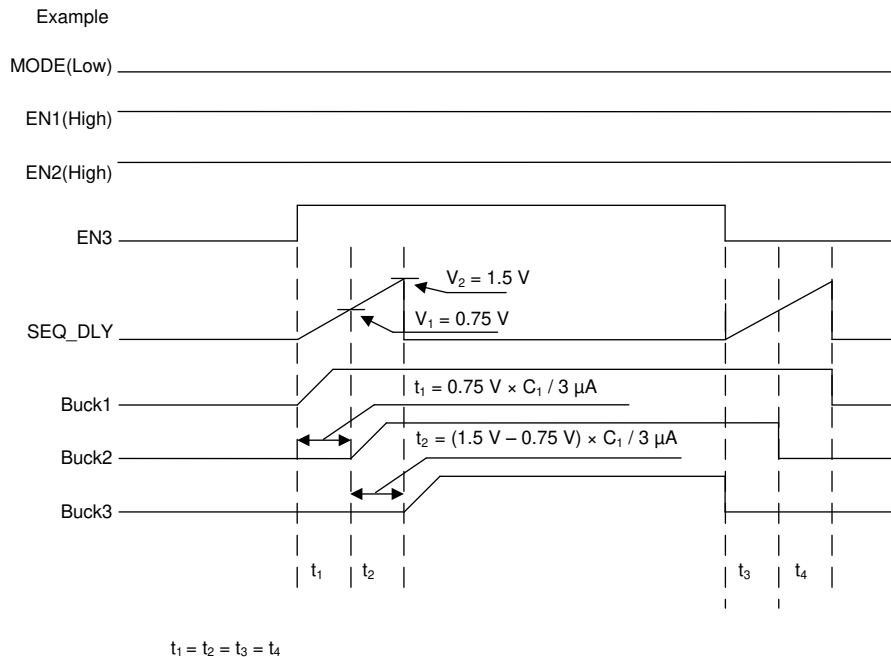 Example
MODE(Low)
EN1(High)
EN2(High)
EN3
V₂ = 1.5 V
V₁ = 0.75 V
SEQ_DLY
t₁ = 0.75 V × C₁ / 3 µA
Buck1
t₂ = (1.5 V – 0.75 V) × C₁ / 3 µA
Buck2
Buck3
t₁ t₂ t₃ t₄
t₁ = t₂ = t₃ = t₄